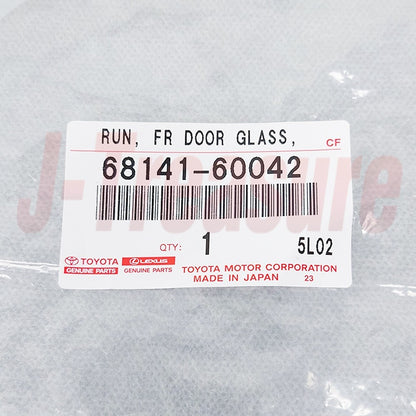 RUN, FR DOOR GLASS,
CF
68141-60042
J-Treasure
QTY: 1 5L02
TOYOTA LEXUS TOYOTA MOTOR CORPORATION
GENUINE PARTS GENUINE PARTS MADE IN JAPAN 23